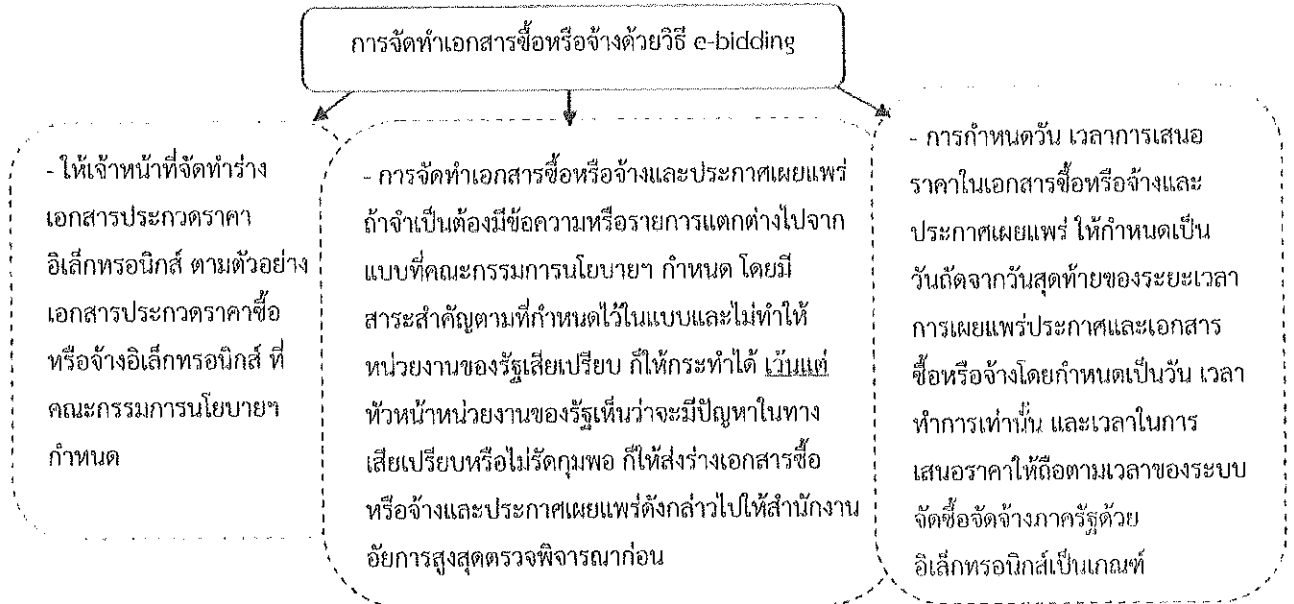 การจัดทำเอกสารซื้อหรือจ้างด้วยวิธี e-bidding
- ให้เจ้าหน้าที่จัดทำร่าง
เอกสารประกวดราคา
อิเล็กทรอนิกส์ ตามตัวอย่าง
เอกสารประกวดราคาซื้อ
หรือจ้างอิเล็กทรอนิกส์ ที่
คณะกรรมการนโยบายฯ
กำหนด
- การจัดทำเอกสารซื้อหรือจ้างและประกาศเผยแพร่
ถ้าจำเป็นต้องมีข้อความหรือรายการแตกต่างไปจาก
แบบที่คณะกรรมการนโยบายฯ กำหนด โดยมี
สาระสำคัญตามที่กำหนดไว้ในแบบและไม่ทำให้
หน่วยงานของรัฐเสียเปรียบ ก็ให้กระทำได้ เว้นแต่
หัวหน้าหน่วยงานของรัฐเห็นว่าจะมีปัญหาในทาง
เสียเปรียบหรือไม่รัดกุมพอ ก็ให้ส่งร่างเอกสารซื้อ
หรือจ้างและประกาศเผยแพร่ดังกล่าวไปให้สำนักงาน
อัยการสูงสุดตรวจพิจารณาก่อน
- การกำหนดวัน เวลาการเสนอ
ราคาในเอกสารซื้อหรือจ้างและ
ประกาศเผยแพร่ ให้กำหนดเป็น
วันถัดจากวันสุดท้ายของระยะเวลา
การเผยแพร่ประกาศและเอกสาร
ซื้อหรือจ้างโดยกำหนดเป็นวัน เวลา
ทำการเท่านั้น และเวลาในการ
เสนอราคาให้ถือตามเวลาของระบบ
จัดซื้อจัดจ้างภาครัฐด้วย
อิเล็กทรอนิกส์เป็นเกณฑ์